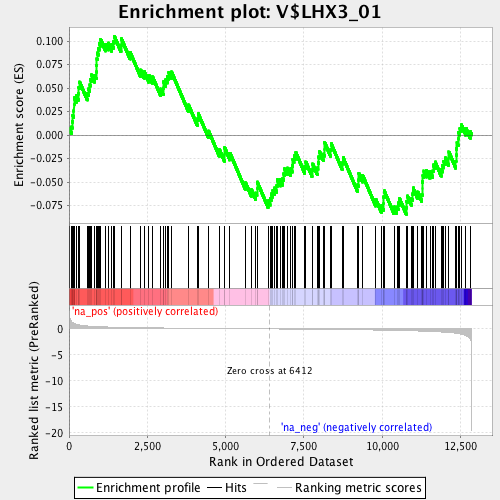 Enrichment plot: V$LHX3_01
Enrichment score (ES)
0.100
0.075
0.050
0.025
0.000
-0.025
-0.050
-0.075
'na_pos' (positively correlated)
Ranked list metric (PreRanked)
0
-5
-10
-15
-20
Zero cross at 6412
'na_neg' (negatively correlated)
0
2,500
5,000
7,500
10,000
12,500
Rank in Ordered Dataset
Enrichment profile
Hits
Ranking metric scores